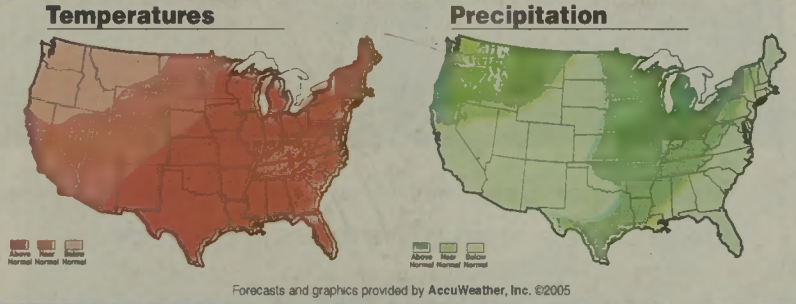 Temperatures
Precipitation
Above Near Below
Normal Normal Normal
Above Near Below
Normal Normal Normal
Forecasts and graphics provided by AccuWeather, Inc. ©2005